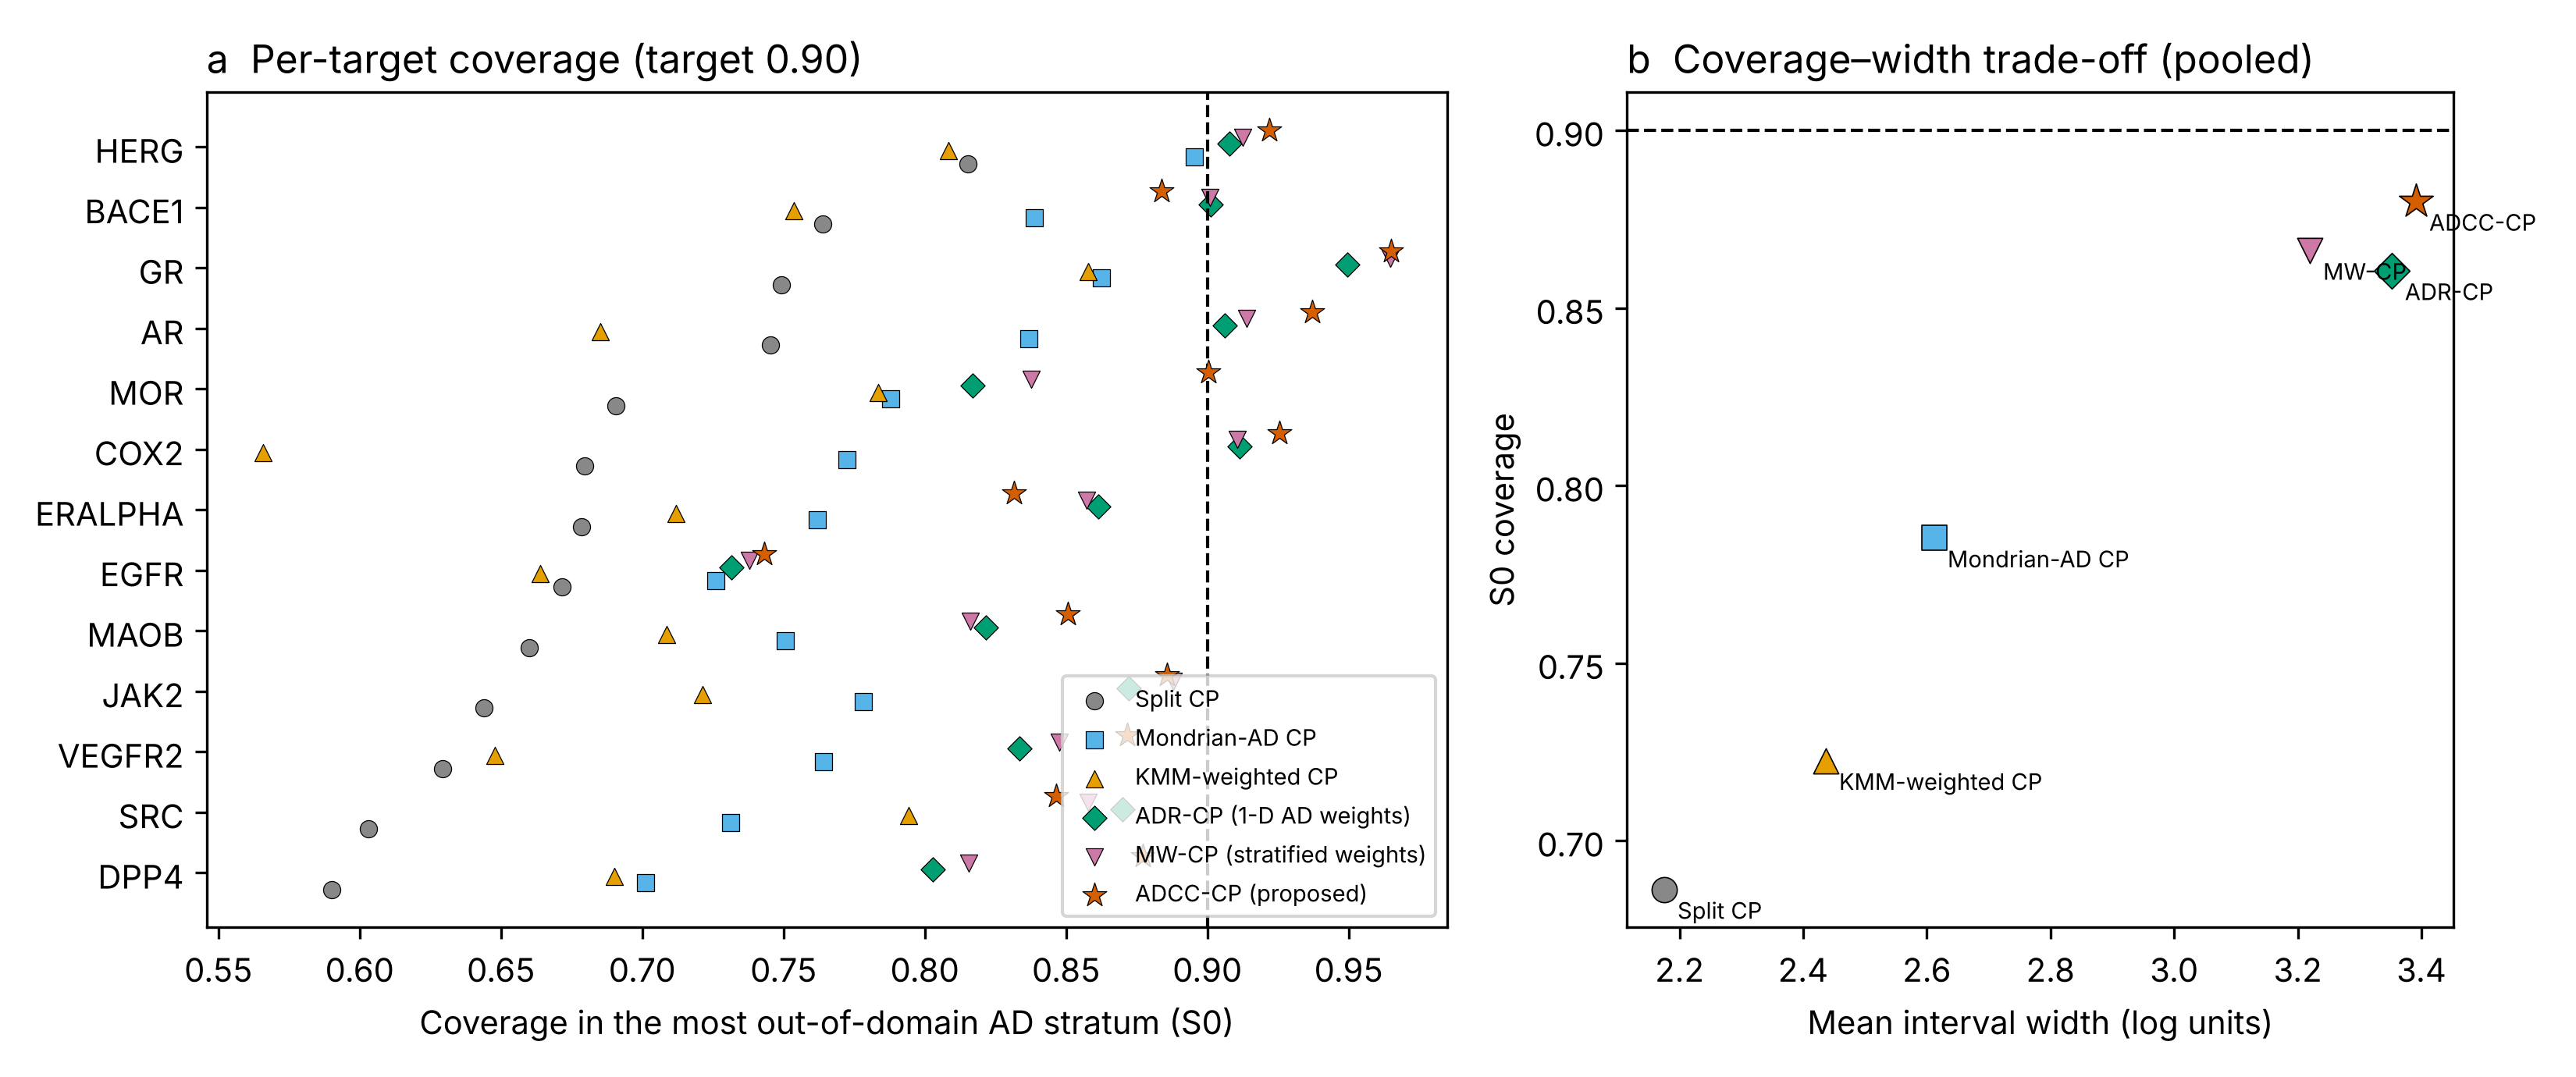 a Per-target coverage (target 0.90)
HERG
BACE1
GR
AR
MOR
COX2
ERALPHA
EGFR
MAOB
JAK2
VEGFR2
SRC
DPP4
Split CP
Mondrian-AD CP
KMM-weighted CP
ADR-CP (1-D AD weights)
MW-CP (stratified weights)
ADCC-CP (proposed)
0.55 0.60 0.65 0.70 0.75 0.80 0.85 0.90 0.95
Coverage in the most out-of-domain AD stratum (S0)
b Coverage–width trade-off (pooled)
0.90
0.85
0.80
0.75
0.70
S0 coverage
ADCC-CP
MW-CP
ADR-CP
Mondrian-AD CP
KMM-weighted CP
Split CP
2.2 2.4 2.6 2.8 3.0 3.2 3.4
Mean interval width (log units)